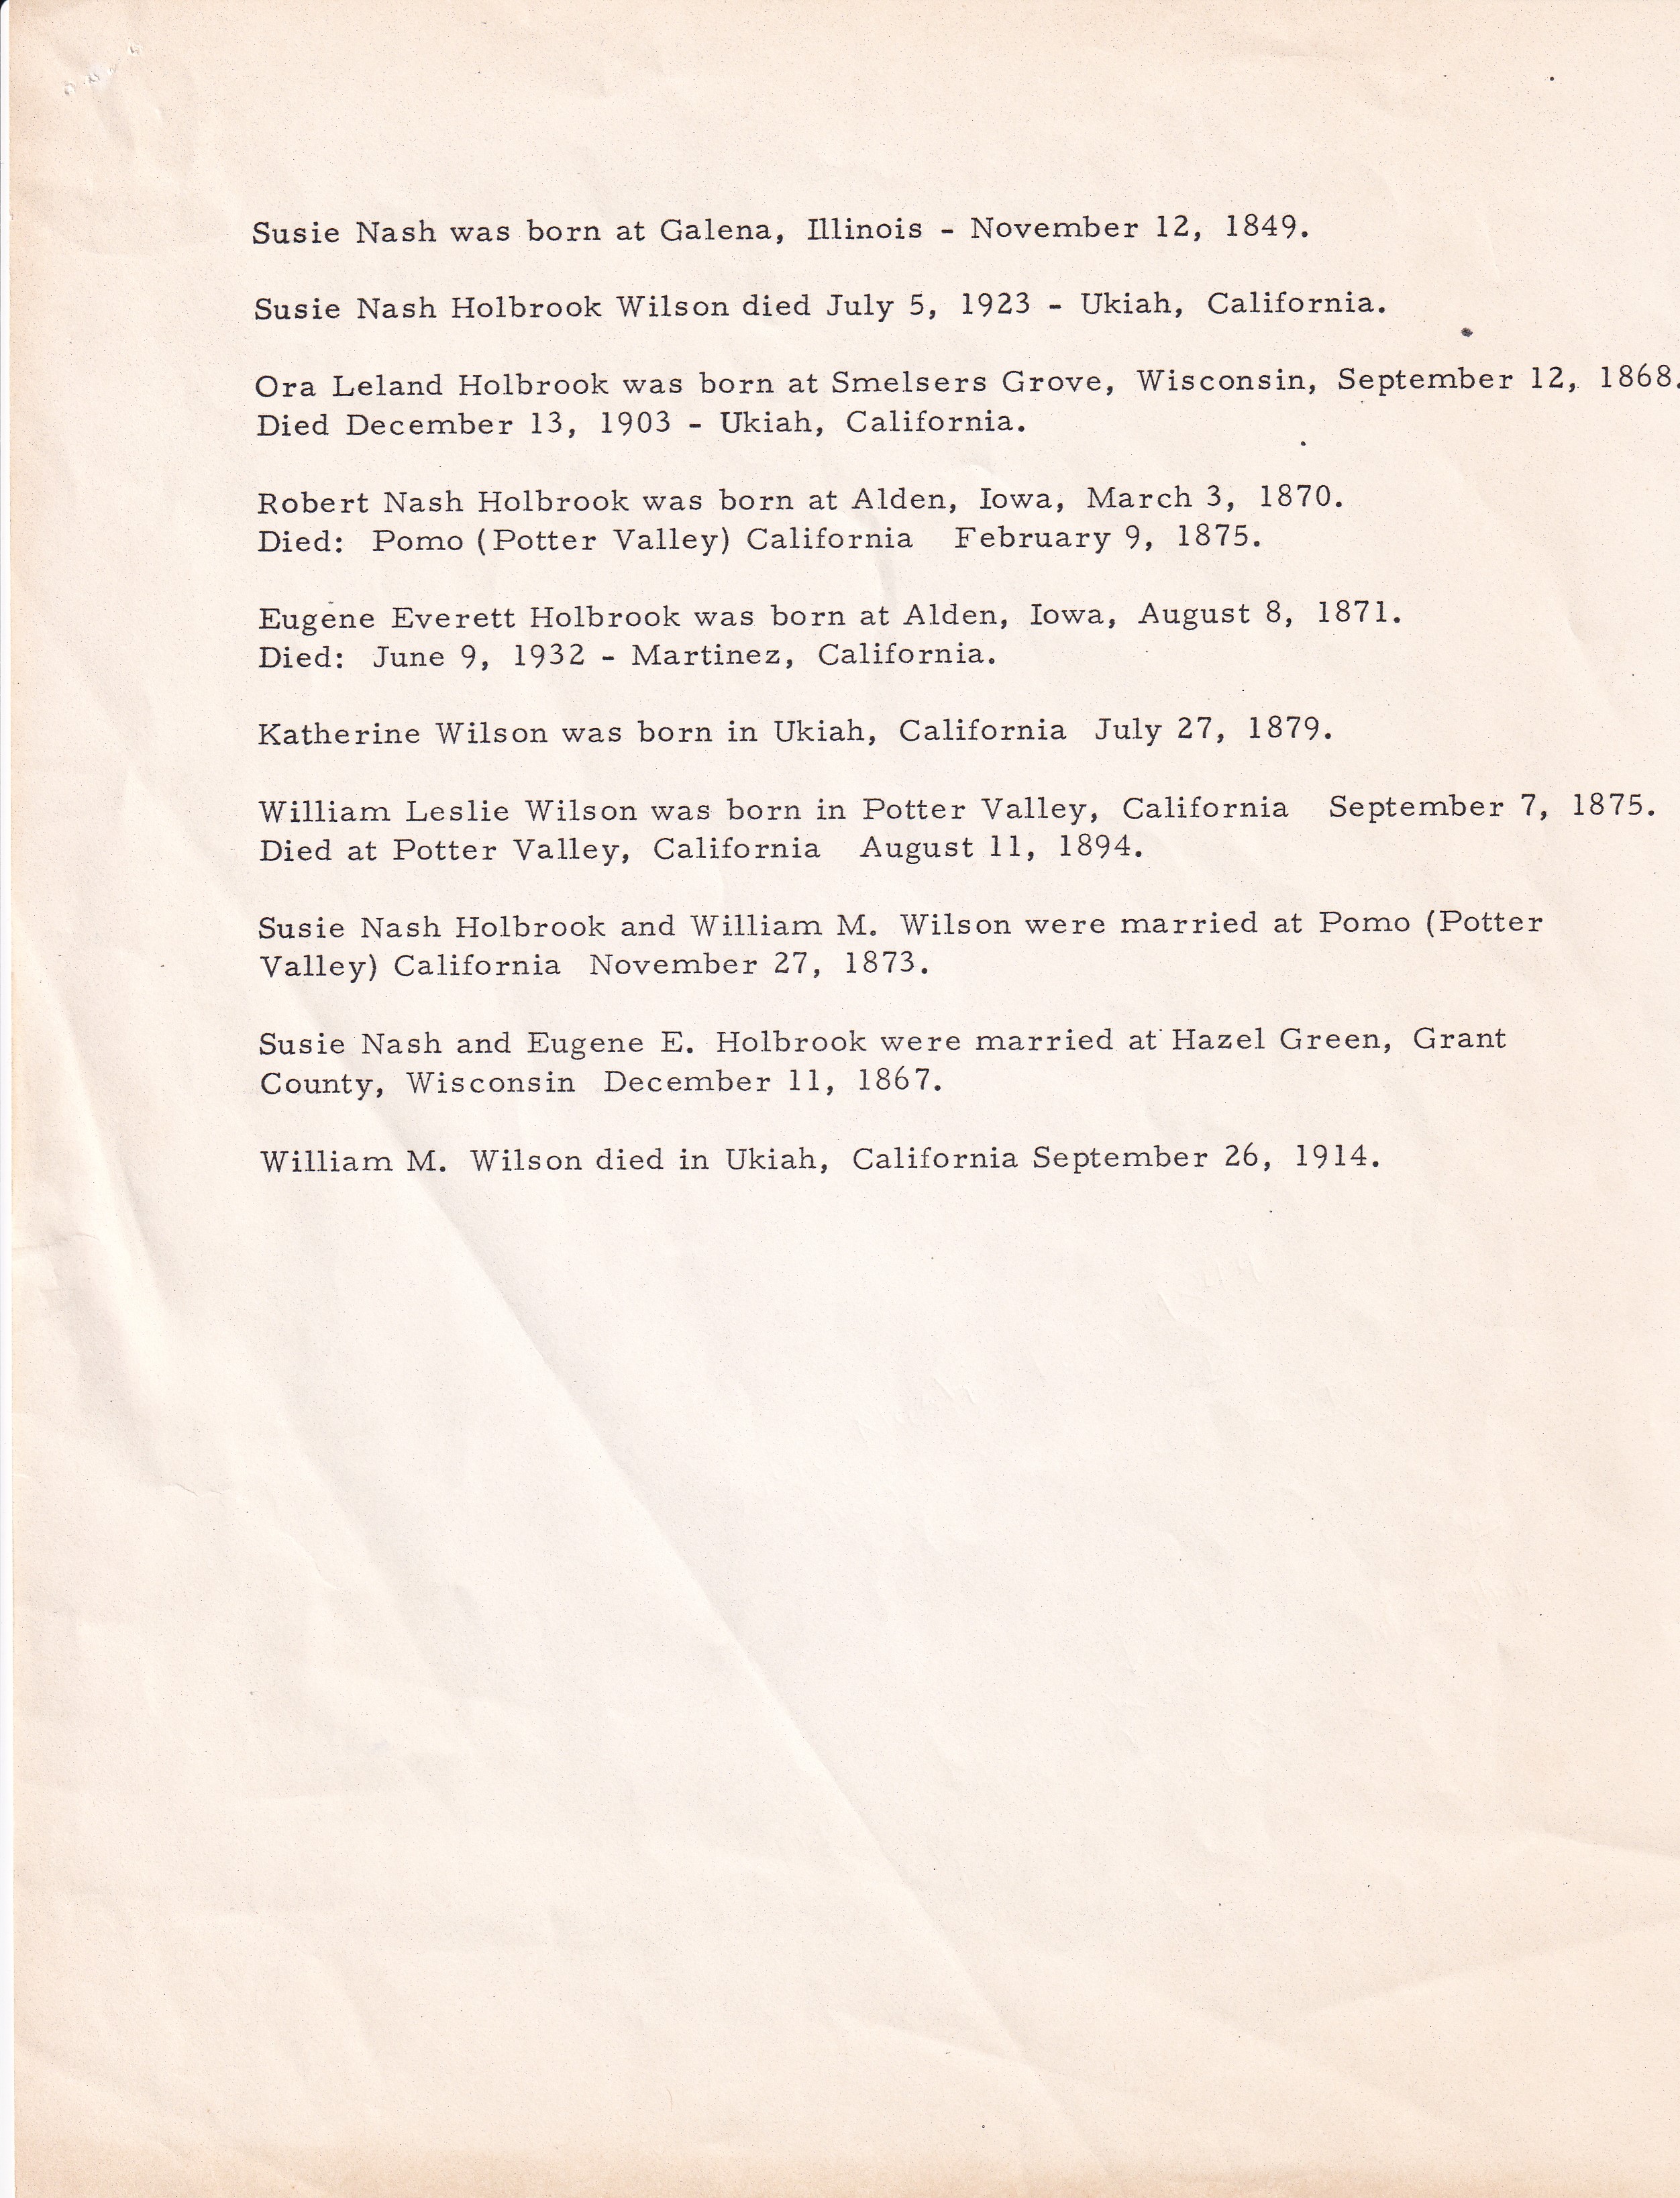 Susie Nash was born at Galena, Illinois - November 12, 1849.
Susie Nash Holbrook Wilson died July 5, 1923 - Ukiah, California.
Ora Leland Holbrook was born at Smelsers Grove, Wisconsin, September 12, 1868.
Died December 13, 1903 - Ukiah, California.
Robert Nash Holbrook was born at Alden, Iowa, March 3, 1870.
Died: Pomo (Potter Valley) California February 9, 1875.
Eugene Everett Holbrook was born at Alden, Iowa, August 8, 1871.
Died: June 9, 1932 - Martinez, California.
Katherine Wilson was born in Ukiah, California July 27, 1879.
William Leslie Wilson was born in Potter Valley, California September 7, 1875.
Died at Potter Valley, California August 11, 1894.
Susie Nash Holbrook and William M. Wilson were married at Pomo (Potter
Valley) California November 27, 1873.
Susie Nash and Eugene E. Holbrook were married at Hazel Green, Grant
County, Wisconsin December 11, 1867.
William M. Wilson died in Ukiah, California September 26, 1914.